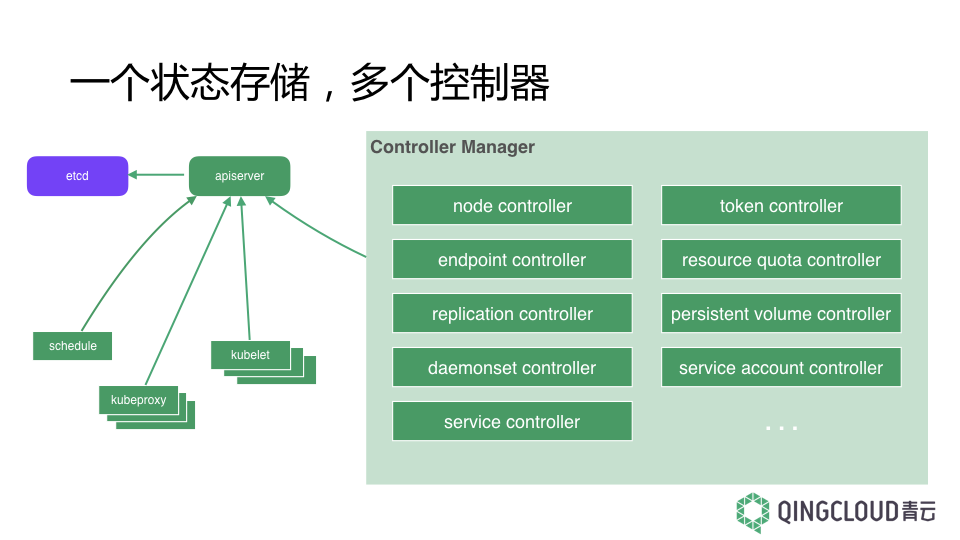 一个状态存储，多个控制器
etcd
apiserver
schedule
kubeproxy
kubelet
Controller Manager
node controller
token controller
endpoint controller
resource quota controller
replication controller
persistent volume controller
daemonset controller
service account controller
service controller
...
QINGCLOUD青云